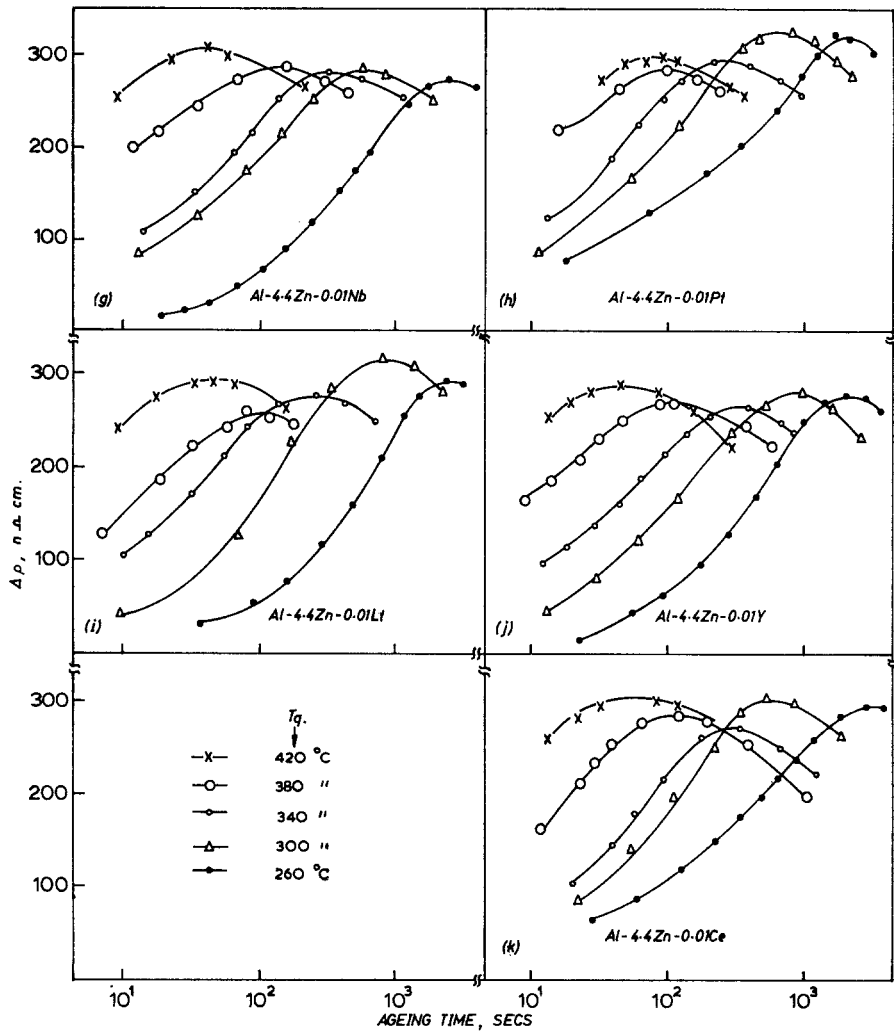 300
200
100
(g)
Al-4.4Zn-0.01Nb
(h)
Al-4.4Zn-0.01Pt
300
200
100
Δρ, n Ω cm.
(i)
Al-4.4Zn-0.01Lt
(j)
Al-4.4Zn-0.01Y
300
200
100
Tq.
420 °C
380 "
340 "
300 "
260 °C
(k)
Al-4.4Zn-0.01Ce
10¹ 10² 10³ 10¹ 10² 10³
AGEING TIME, SECS